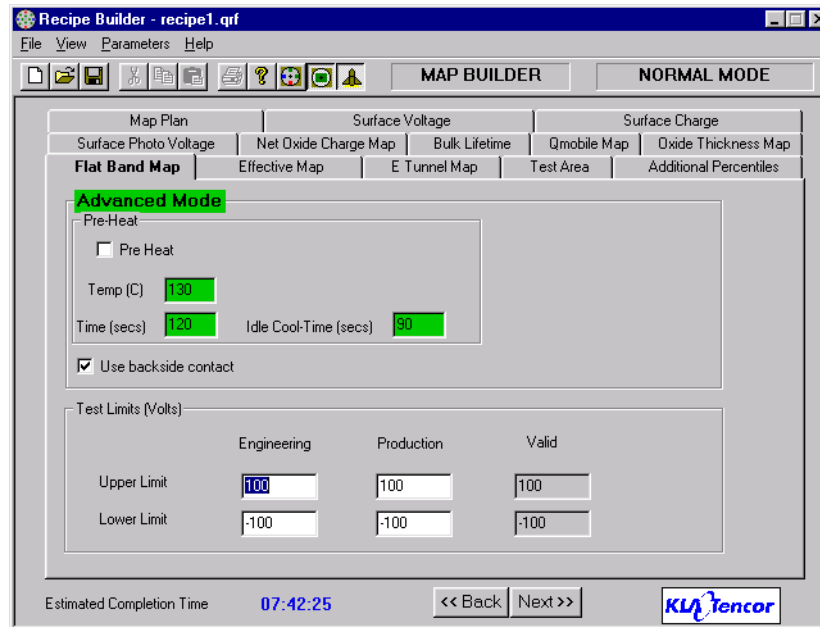 Recipe Builder - recipe1.qrf
File View Parameters Help
MAP BUILDER NORMAL MODE
Map Plan Surface Voltage Surface Charge
Surface Photo Voltage Net Oxide Charge Map Bulk Lifetime Qmobile Map Oxide Thickness Map
Flat Band Map Effective Map E Tunnel Map Test Area Additional Percentiles
Advanced Mode
Pre-Heat
Pre Heat
Temp (C) 130
Time (secs) 120 Idle Cool-Time (secs) 90
Use backside contact
Test Limits (Volts)
Engineering Production Valid
Upper Limit 100 100 100
Lower Limit -100 -100 -100
Estimated Completion Time 07:42:25 << Back Next >> KLA Tencor